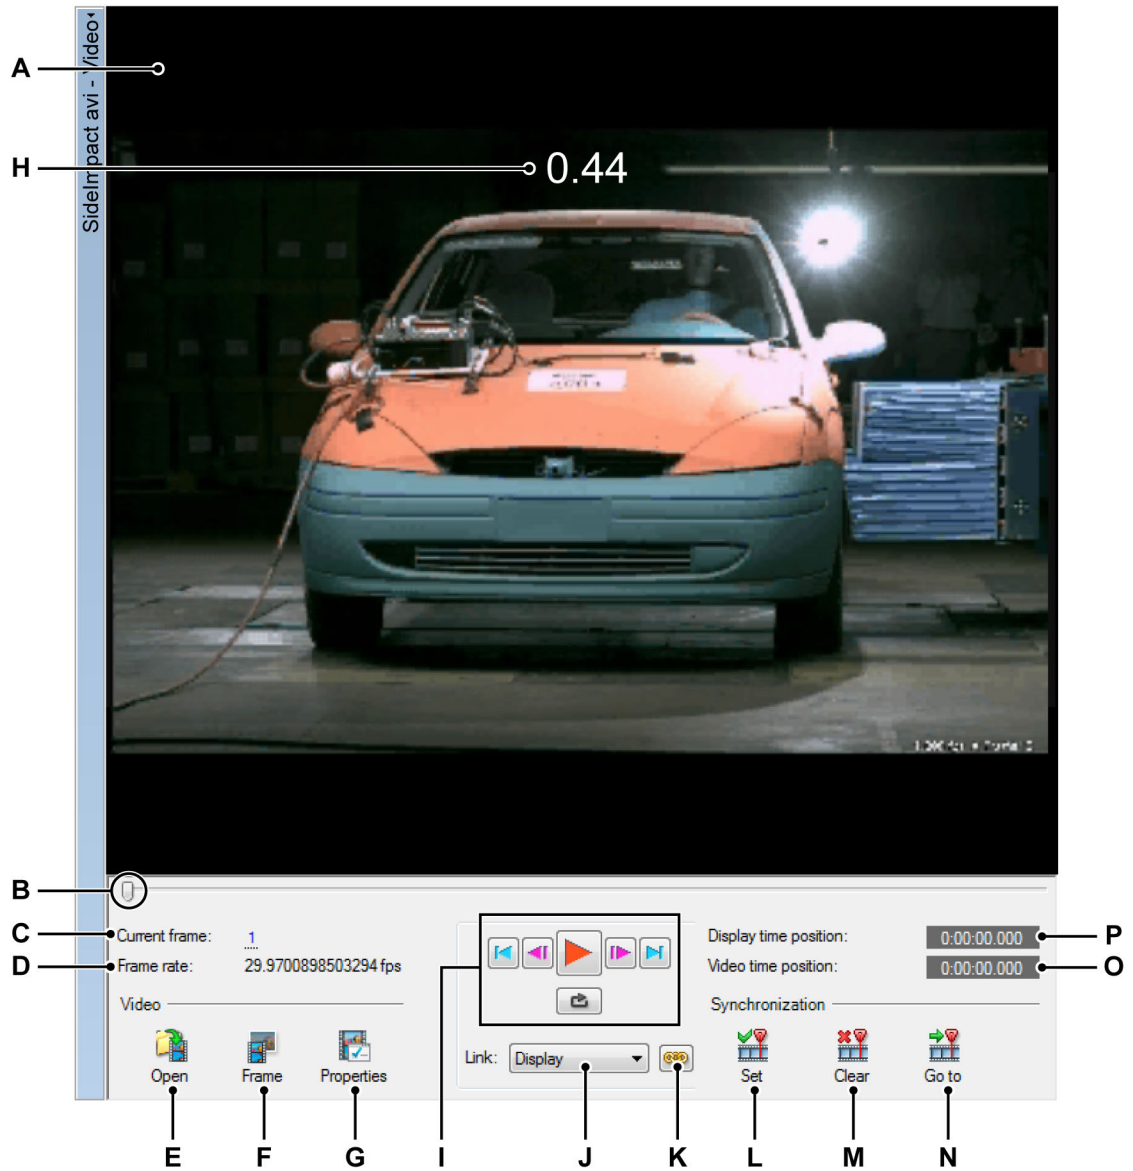 SideImpact avi - Video
A
H
0.44
B
C
Current frame:
1
D
Frame rate:
29.9700898503294 fps
Display time position:
0:00:00.000
P
Video time position:
0:00:00.000
O
Video
Synchronization
Link:
Display
Open
Frame
Properties
Set
Clear
Go to
E
F
G
I
J
K
L
M
N